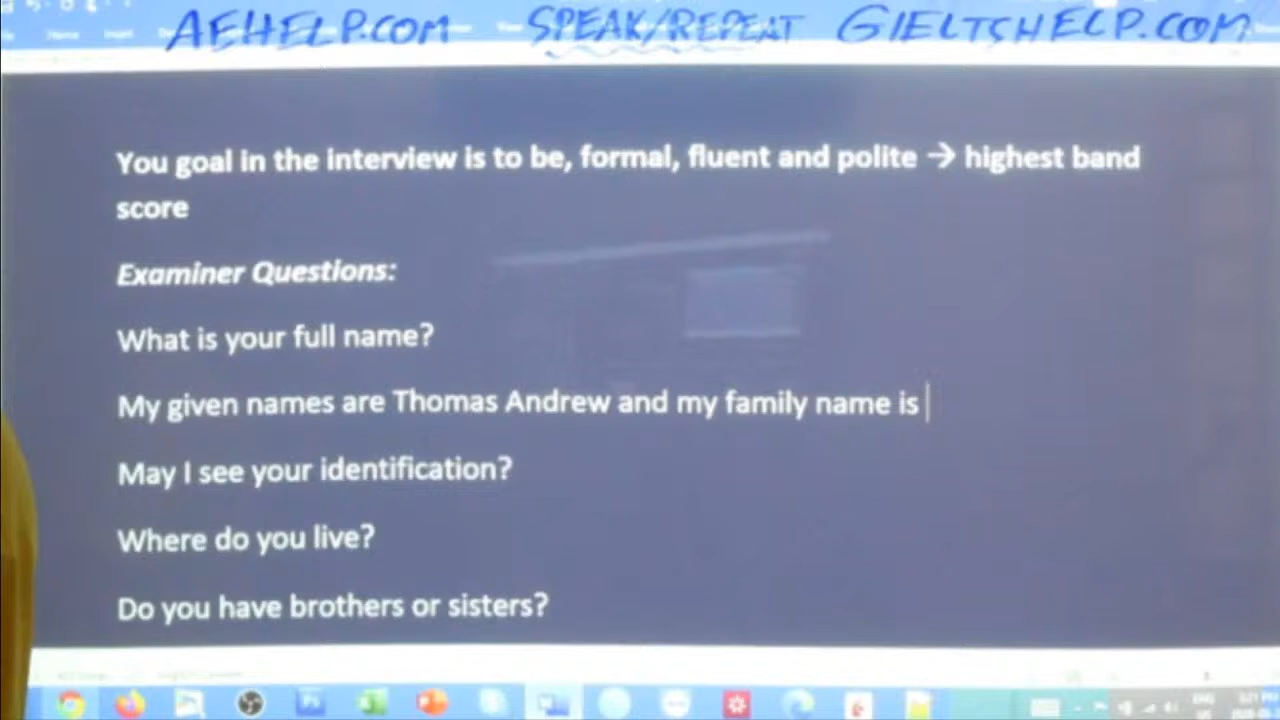 AEHELP.COM SPEAK/REPEAT GIELTSHELP.COM
Home Insert
You goal in the interview is to be, formal, fluent and polite → highest band
score
Examiner Questions:
What is your full name?
My given names are Thomas Andrew and my family name is
May I see your identification?
Where do you live?
Do you have brothers or sisters?